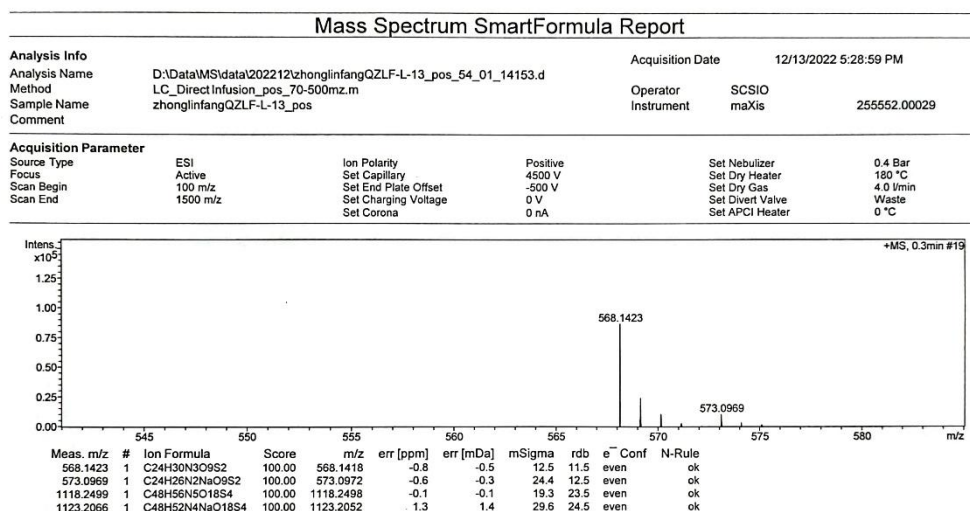 Mass Spectrum SmartFormula Report
Analysis Info
Acquisition Date 12/13/2022 5:28:59 PM
Analysis Name D:\Data\MS\data\202212\zhonglinfangQZLF-L-13_pos_54_01_14153.d
Method LC_Direct Infusion_pos_70-500mz.m Operator SCSIO
Sample Name zhonglinfangQZLF-L-13_pos Instrument maXis 255552.00029
Comment
Acquisition Parameter
Source Type ESI Ion Polarity Positive Set Nebulizer 0.4 Bar
Focus Active Set Capillary 4500 V Set Dry Heater 180 °C
Scan Begin 100 m/z Set End Plate Offset -500 V Set Dry Gas 4.0 l/min
Scan End 1500 m/z Set Charging Voltage 0 V Set Divert Valve Waste
Set Corona 0 nA Set APCI Heater 0 °C
Intens. +MS, 0.3min #19
x10⁵
1.25
1.00
568.1423
0.75
0.50
0.25
573.0969
0.00
545 550 555 560 565 570 575 580 m/z
Meas. m/z # Ion Formula Score m/z err [ppm] err [mDa] mSigma rdb e⁻ Conf N-Rule
568.1423 1 C24H30N3O9S2 100.00 568.1418 -0.8 -0.5 12.5 11.5 even ok
573.0969 1 C24H26N2NaO9S2 100.00 573.0972 -0.6 -0.3 24.4 12.5 even ok
1118.2499 1 C48H56N5O18S4 100.00 1118.2498 -0.1 -0.1 19.3 23.5 even ok
1123.2066 1 C48H52N4NaO18S4 100.00 1123.2052 1.3 1.4 29.6 24.5 even ok